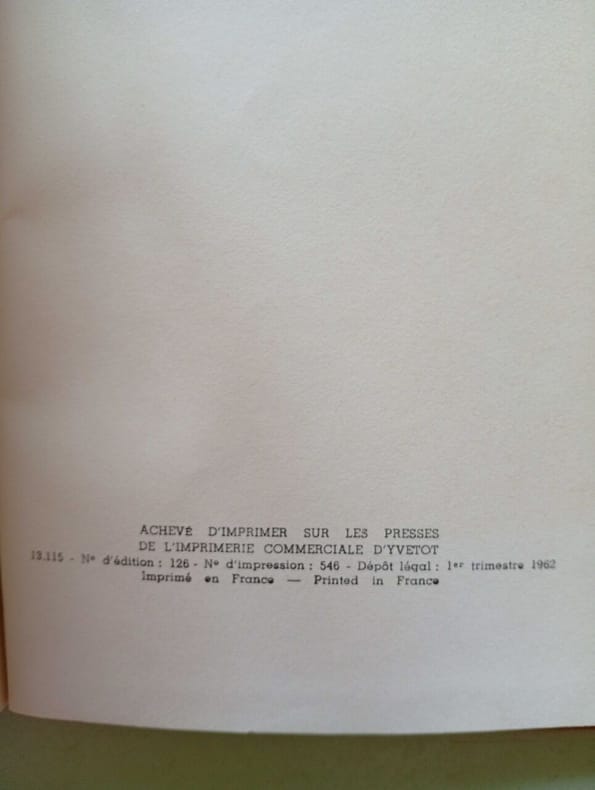 ACHEVÉ D'IMPRIMER SUR LES PRESSES
DE L'IMPRIMERIE COMMERCIALE D'YVETOT
13.115 - Nº d'édition : 126 - Nº d'impression : 546 - Dépôt légal : 1er trimestre 1962
Imprimé en France — Printed in France